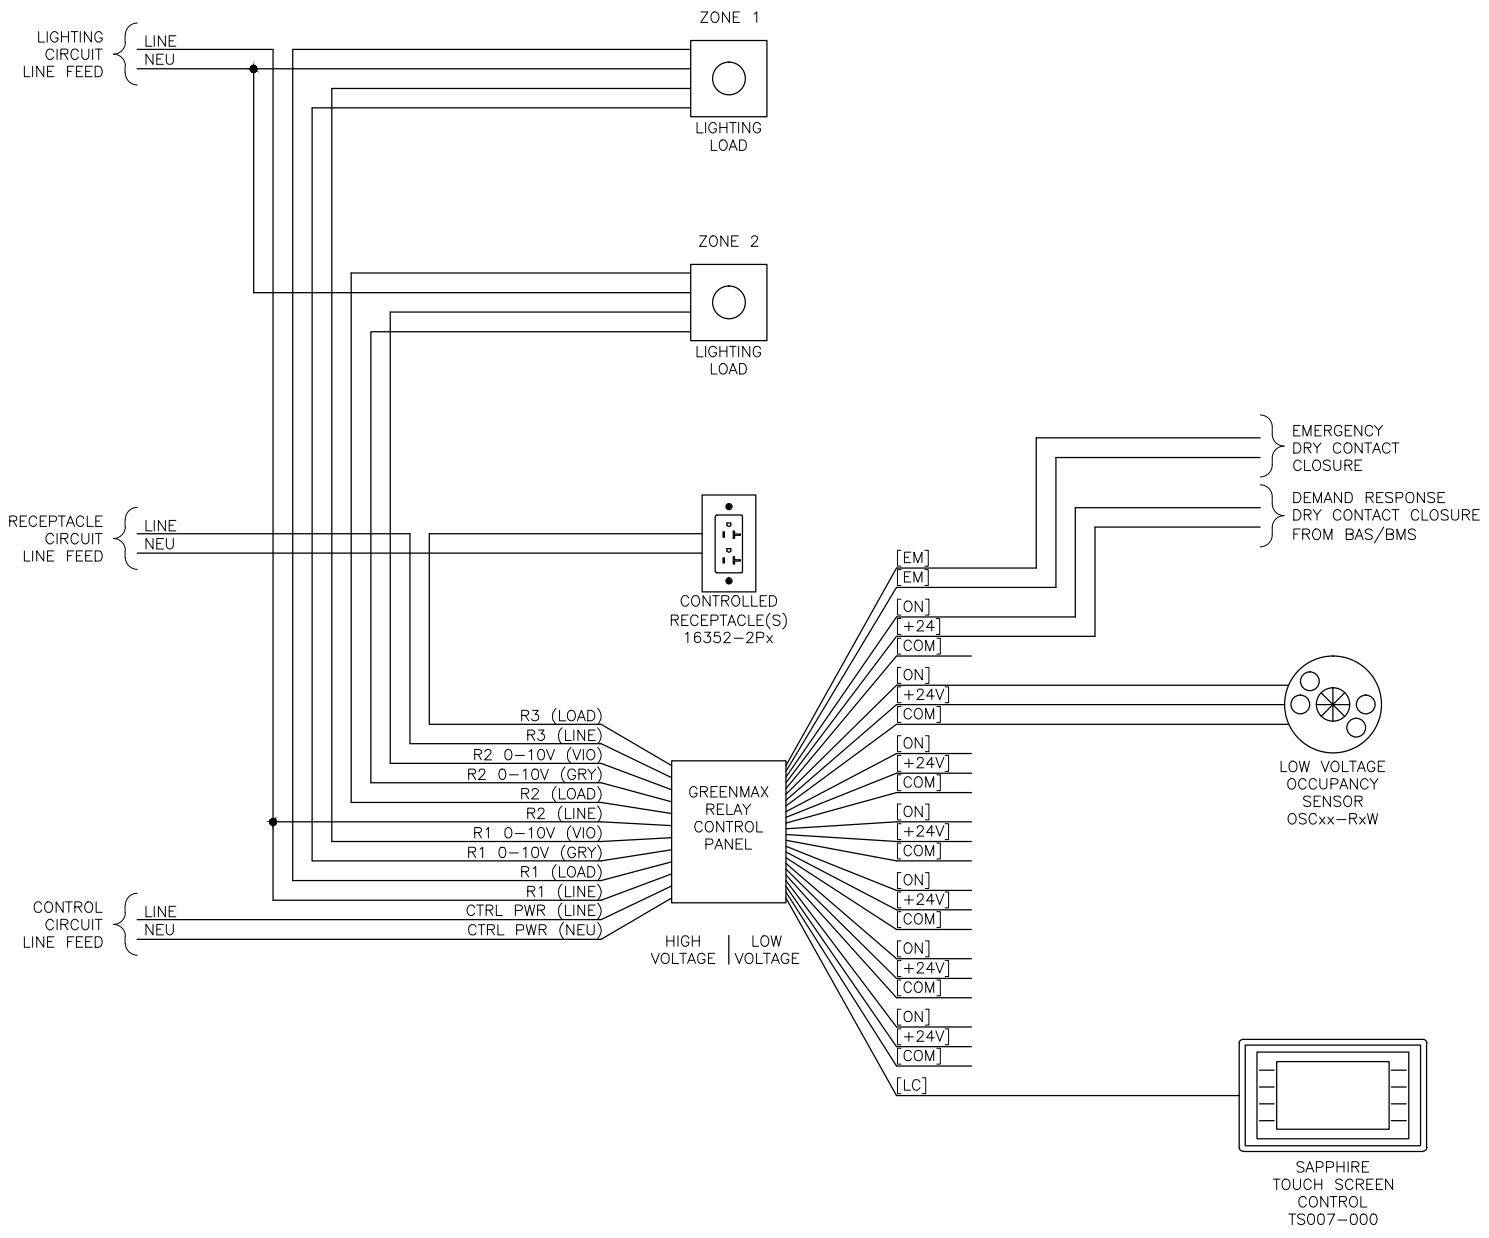 ZONE 1
LIGHTING
CIRCUIT
LINE FEED
LINE
NEU
LIGHTING
LOAD
ZONE 2
LIGHTING
LOAD
EMERGENCY
DRY CONTACT
CLOSURE
DEMAND RESPONSE
DRY CONTACT CLOSURE
FROM BAS/BMS
RECEPTACLE
CIRCUIT
LINE FEED
LINE
NEU
CONTROLLED
RECEPTACLE(S)
16352-2Px
[EM]
[EM]
[ON]
[+24]
[COM]
[ON]
[+24V]
[COM]
[ON]
[+24V]
[COM]
[ON]
[+24V]
[COM]
[ON]
[+24V]
[COM]
[ON]
[+24V]
[COM]
[ON]
[+24V]
[COM]
[LC]
LOW VOLTAGE
OCCUPANCY
SENSOR
OSCxx-RxW
R3 (LOAD)
R3 (LINE)
R2 0-10V (VIO)
R2 0-10V (GRY)
R2 (LOAD)
R2 (LINE)
R1 0-10V (VIO)
R1 0-10V (GRY)
R1 (LOAD)
R1 (LINE)
CTRL PWR (LINE)
CTRL PWR (NEU)
GREENMAX
RELAY
CONTROL
PANEL
CONTROL
CIRCUIT
LINE FEED
LINE
NEU
HIGH
VOLTAGE
LOW
VOLTAGE
SAPPHIRE
TOUCH SCREEN
CONTROL
TS007-000